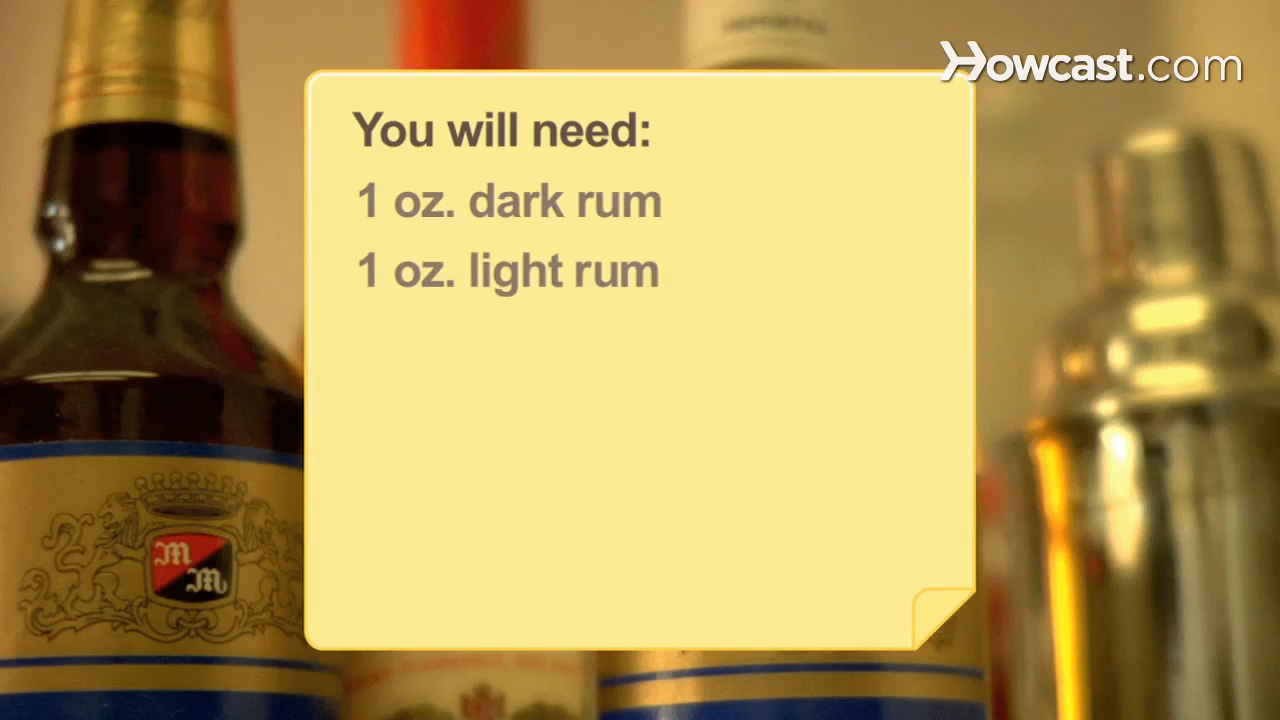 Howcast.com
You will need:
1 oz. dark rum
1 oz. light rum
M
M